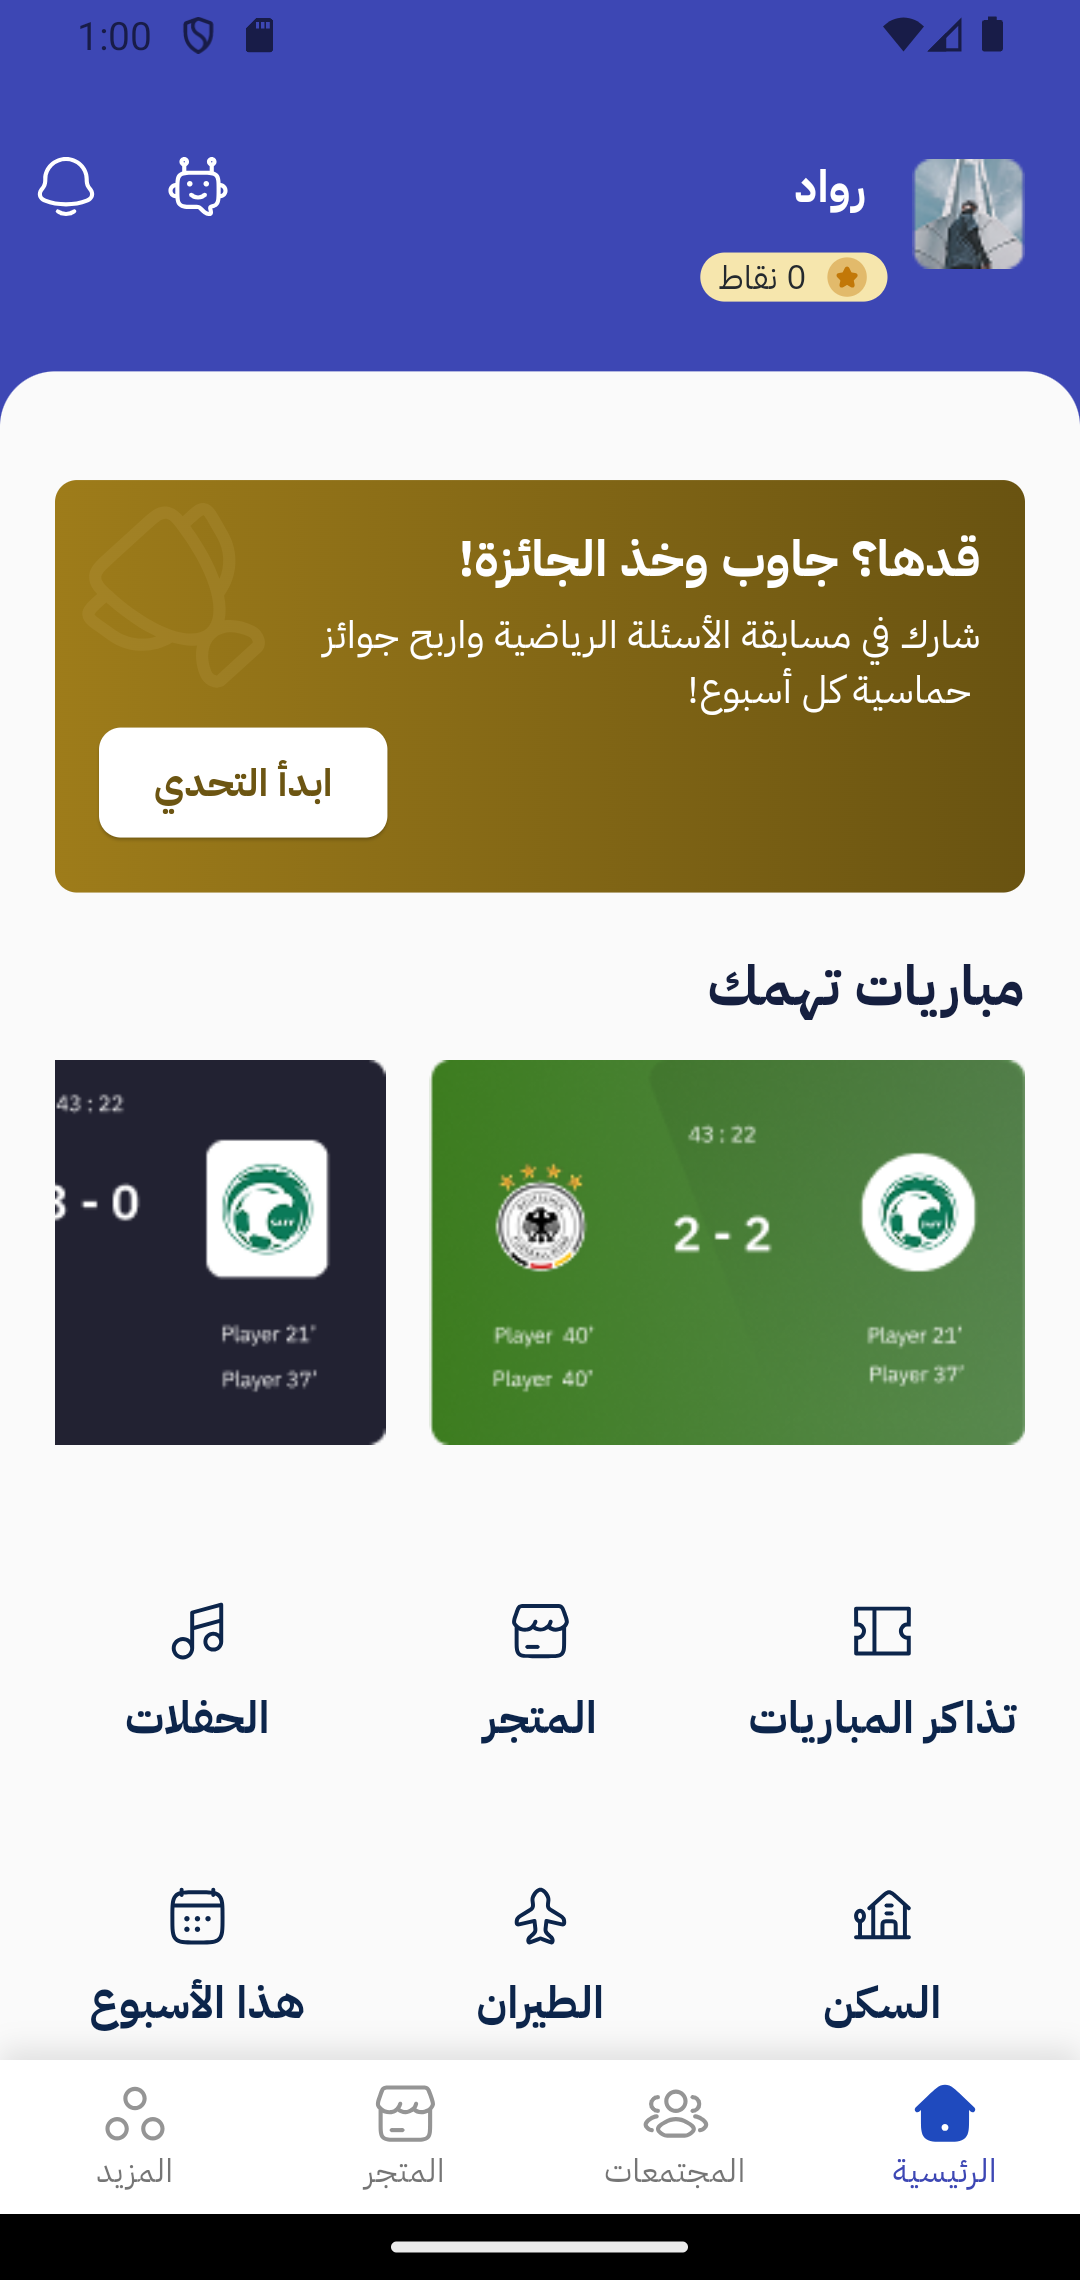 1:00
رواد
0 نقاط
قدها؟ جاوب وخذ الجائزة!
شارك في مسابقة الأسئلة الرياضية واربح جوائز
حماسية كل أسبوع!
ابدأ التحدي
مباريات تهمك
43 : 22
2 - 2
Player 40'
Player 21'
Player 40'
Player 37'
43 : 22
3 - 0
Player 21'
Player 37'
تذاكر المباريات
المتجر
الحفلات
السكن
الطيران
هذا الأسبوع
الرئيسية
المجتمعات
المتجر
المزيد